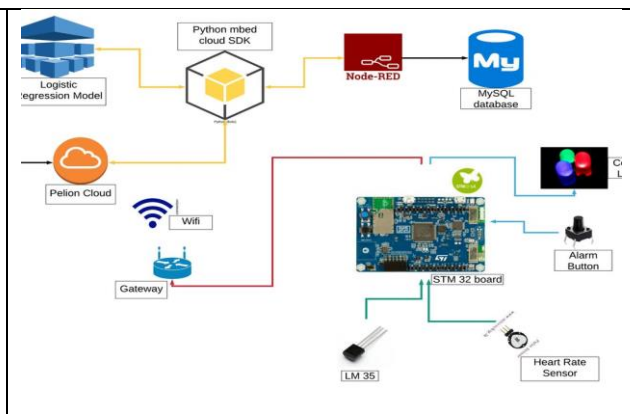 Python mbed
cloud SDK
Logistic
Regression Model
Node-RED
My
MySQL
database
Pelion Cloud
Wifi
Gateway
STM 32 board
Alarm
Button
LM 35
Heart Rate
Sensor